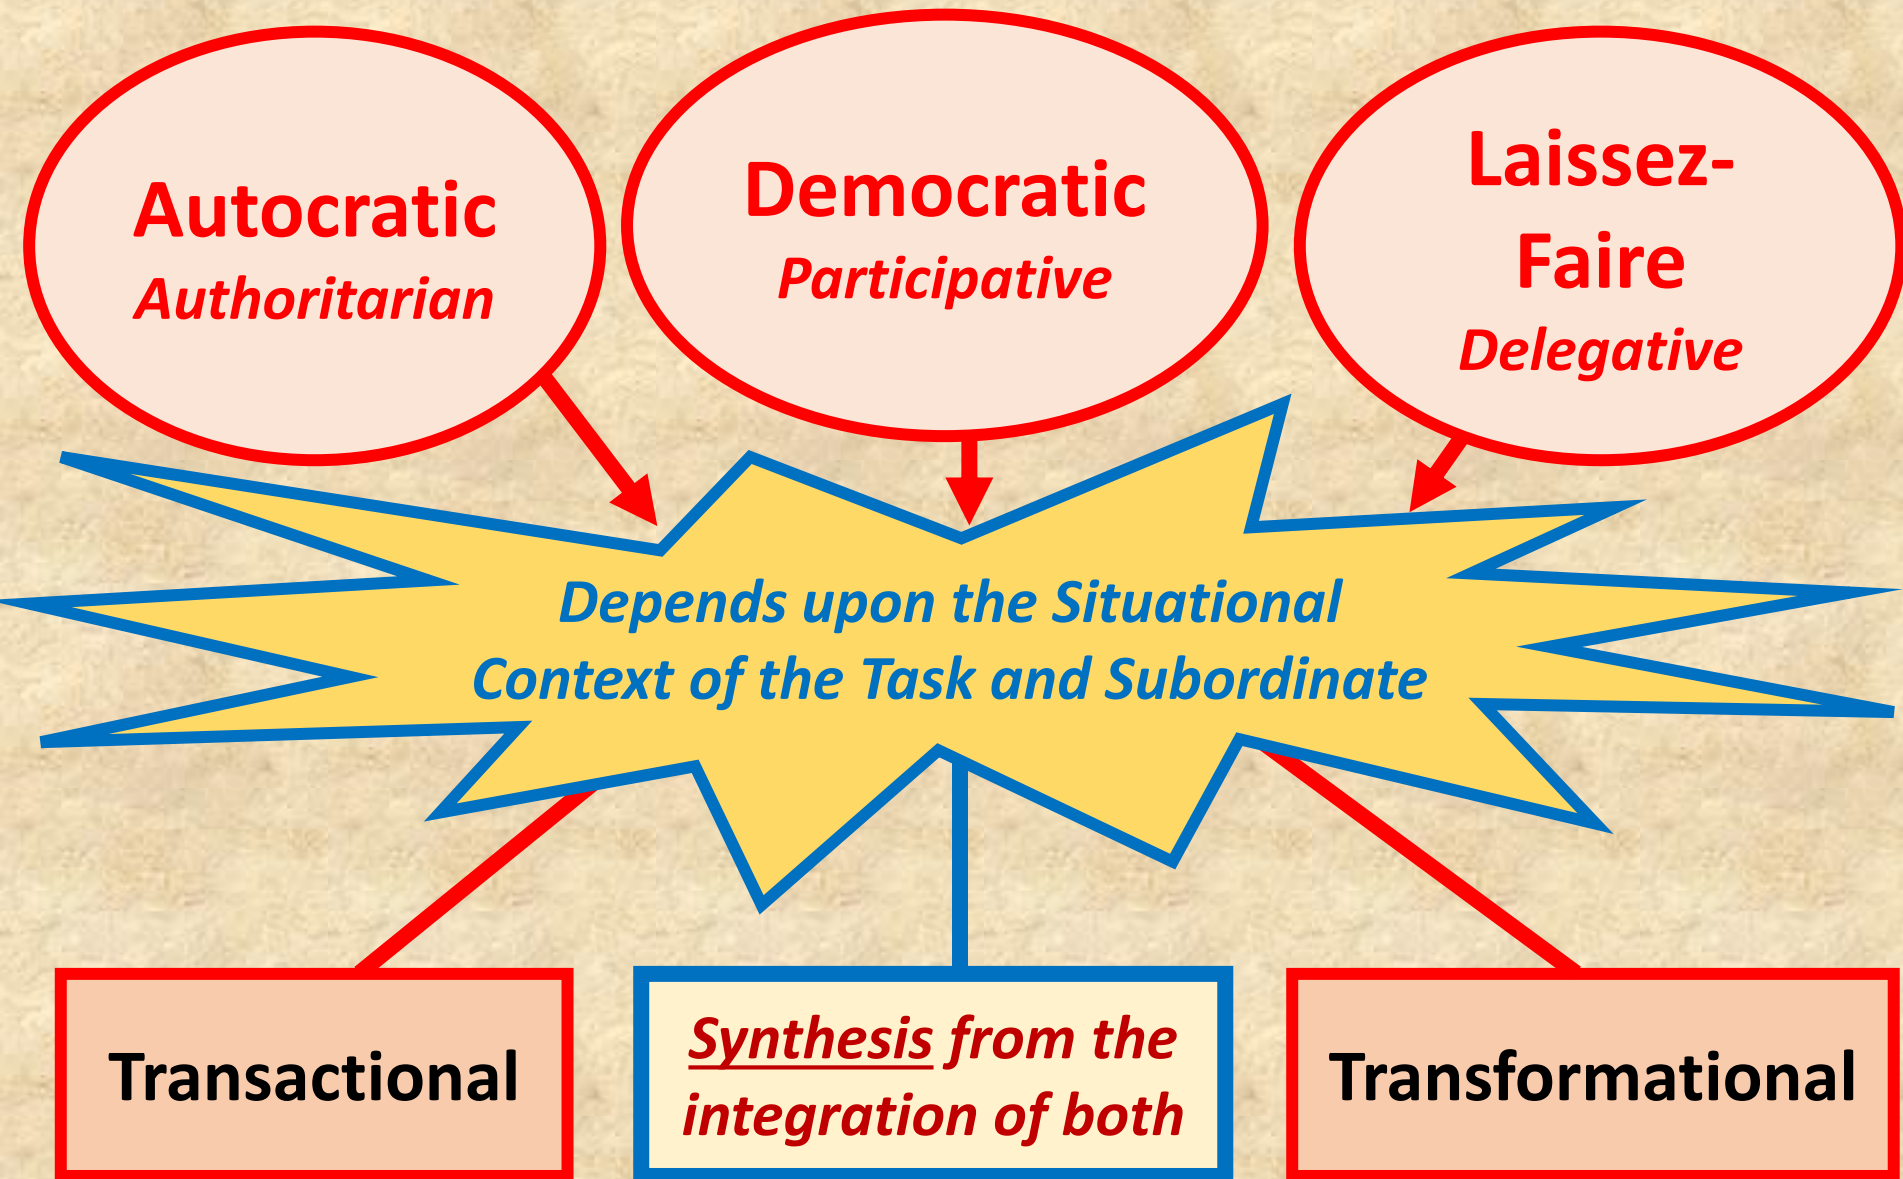 Autocratic
Authoritarian
Democratic
Participative
Laissez-
Faire
Delegative
Depends upon the Situational
Context of the Task and Subordinate
Transactional
Synthesis from the
integration of both
Transformational